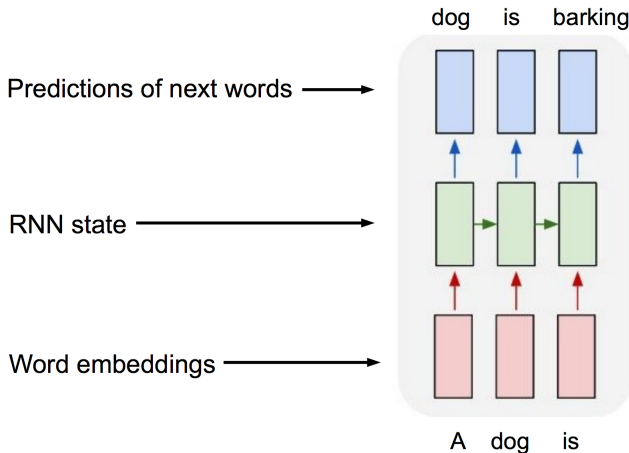 dog is barking
Predictions of next words
RNN state
Word embeddings
A dog is